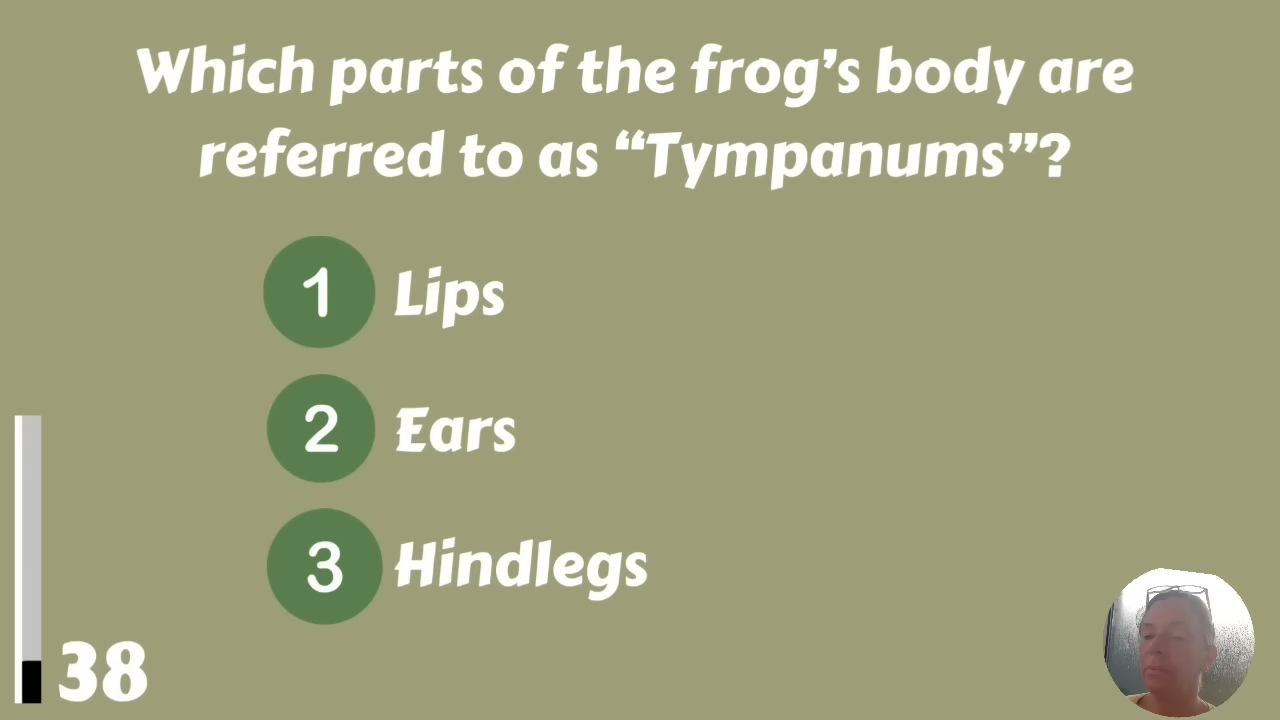 Which parts of the frog’s body are
referred to as “Tympanums”?
1 Lips
2 Ears
3 Hindlegs
38